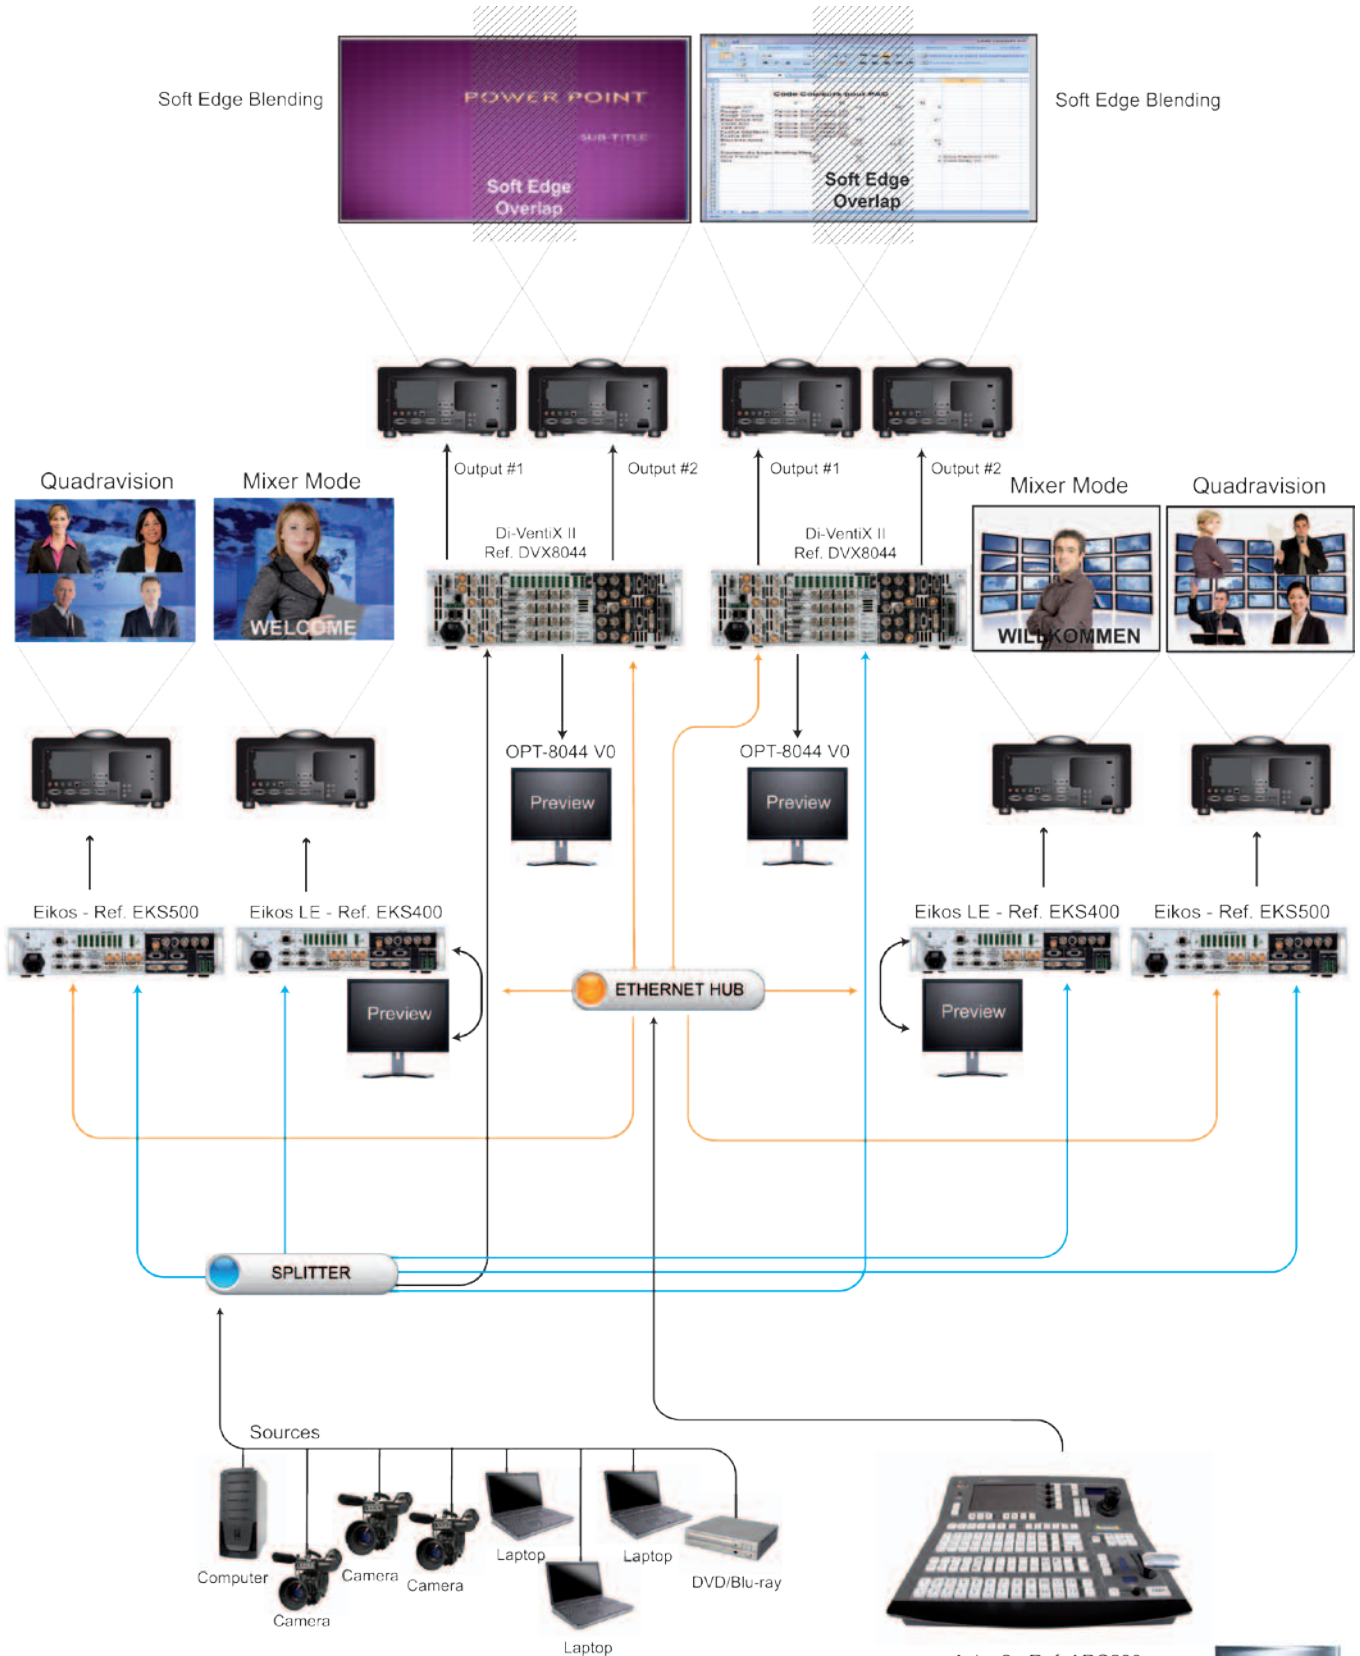 Soft Edge Blending
POWER POINT
SUB-TITLE
Soft Edge
Overlap
Code Couleurs pour PAO
Soft Edge
Overlap
Soft Edge Blending
Output #1
Output #2
Output #1
Output #2
Quadravision
Mixer Mode
WELCOME
Di-VentiX II
Ref. DVX8044
Di-VentiX II
Ref. DVX8044
Mixer Mode
Quadravision
WILLKOMMEN
OPT-8044 V0
Preview
OPT-8044 V0
Preview
Eikos - Ref. EKS500
Eikos LE - Ref. EKS400
Eikos LE - Ref. EKS400
Eikos - Ref. EKS500
Preview
ETHERNET HUB
Preview
SPLITTER
Sources
Computer
Camera
Camera
Camera
Laptop
Laptop
Laptop
DVD/Blu-ray